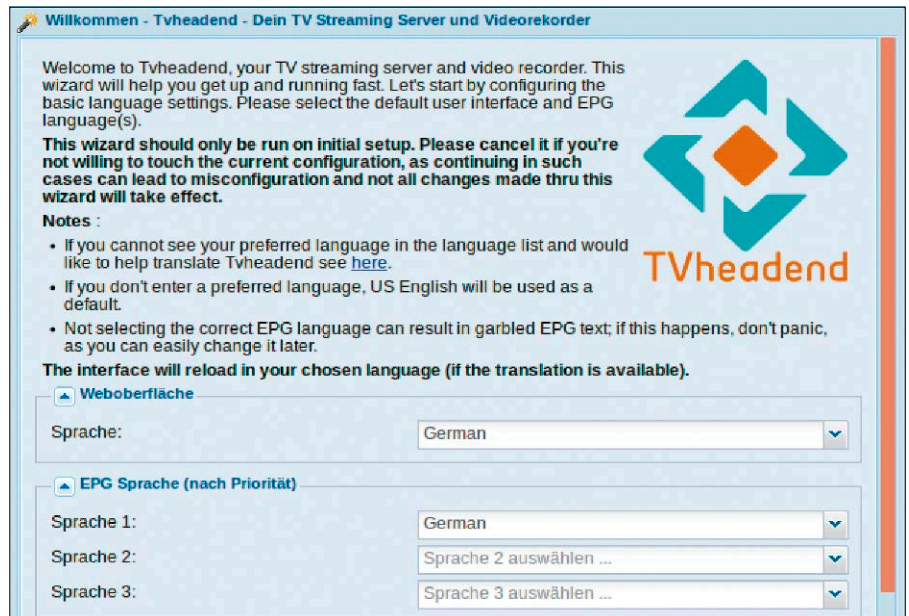 Willkommen - Tvheadend - Dein TV Streaming Server und Videorekorder
Welcome to Tvheadend, your TV streaming server and video recorder. This
wizard will help you get up and running fast. Let's start by configuring the
basic language settings. Please select the default user interface and EPG
language(s).
This wizard should only be run on initial setup. Please cancel it if you're
not willing to touch the current configuration, as continuing in such
cases can lead to misconfiguration and not all changes made thru this
wizard will take effect.
Notes :
• If you cannot see your preferred language in the language list and would
like to help translate Tvheadend see here.
• If you don't enter a preferred language, US English will be used as a
default.
• Not selecting the correct EPG language can result in garbled EPG text; if this happens, don't panic,
as you can easily change it later.
The interface will reload in your chosen language (if the translation is available).
TVheadend
Weboberfläche
Sprache: German
EPG Sprache (nach Priorität)
Sprache 1: German
Sprache 2: Sprache 2 auswählen ...
Sprache 3: Sprache 3 auswählen ...